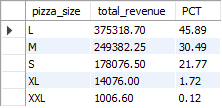 pizza_size total_revenue PCT
L 375318.70 45.89
M 249382.25 30.49
S 178076.50 21.77
XL 14076.00 1.72
XXL 1006.60 0.12